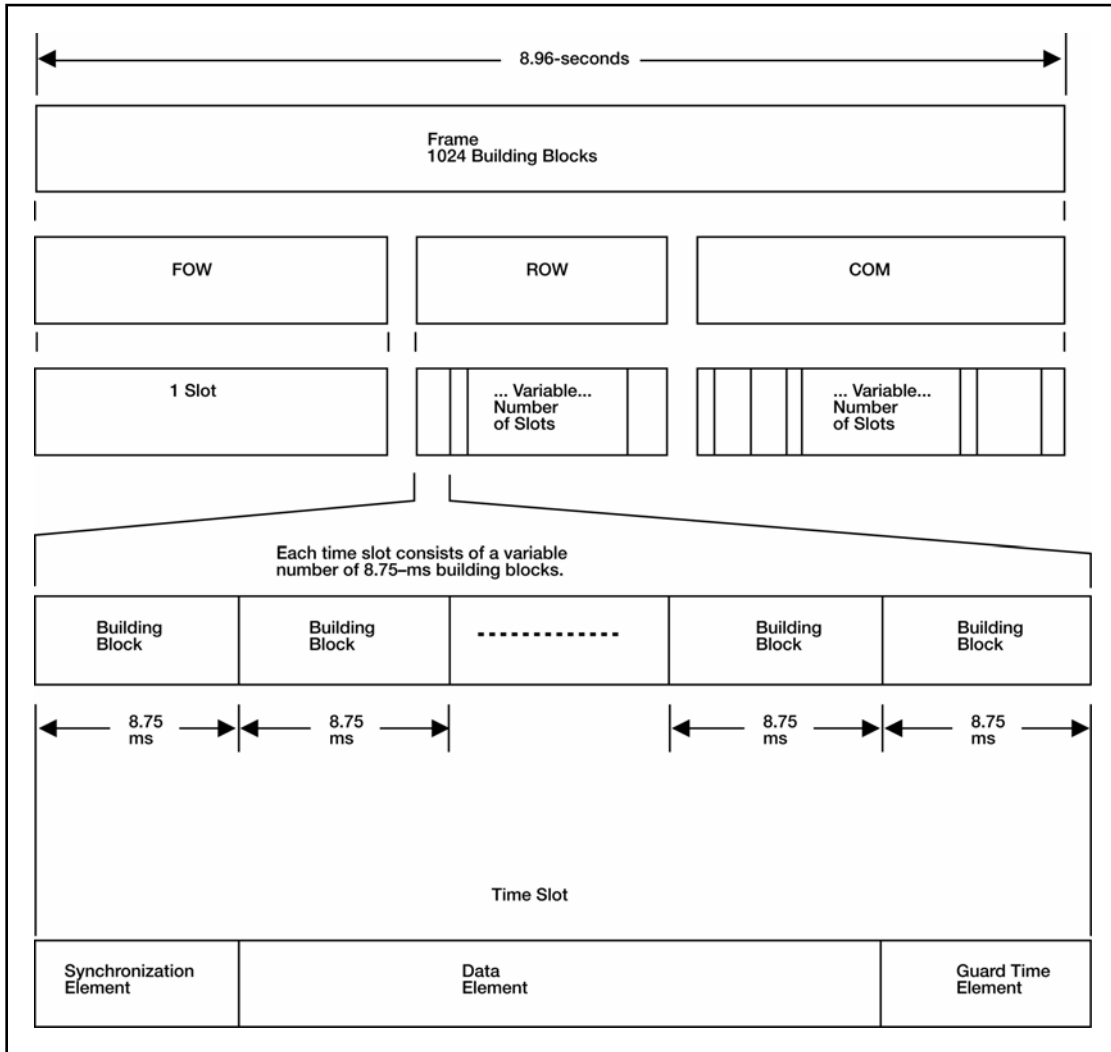 8.96-seconds
Frame
1024 Building Blocks
FOW
ROW
COM
1 Slot
... Variable...
Number
of Slots
... Variable...
Number
of Slots
Each time slot consists of a variable
number of 8.75–ms building blocks.
Building
Block
Building
Block
Building
Block
Building
Block
8.75
ms
8.75
ms
8.75
ms
8.75
ms
Time Slot
Synchronization
Element
Data
Element
Guard Time
Element